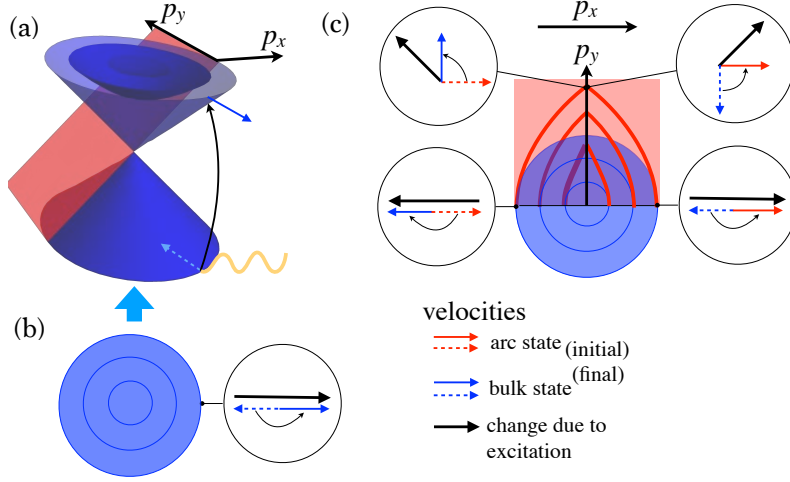 (a)
p_y
p_x
(b)
(c)
p_x
p_y
velocities
arc state (initial)
(final)
bulk state
change due to
excitation